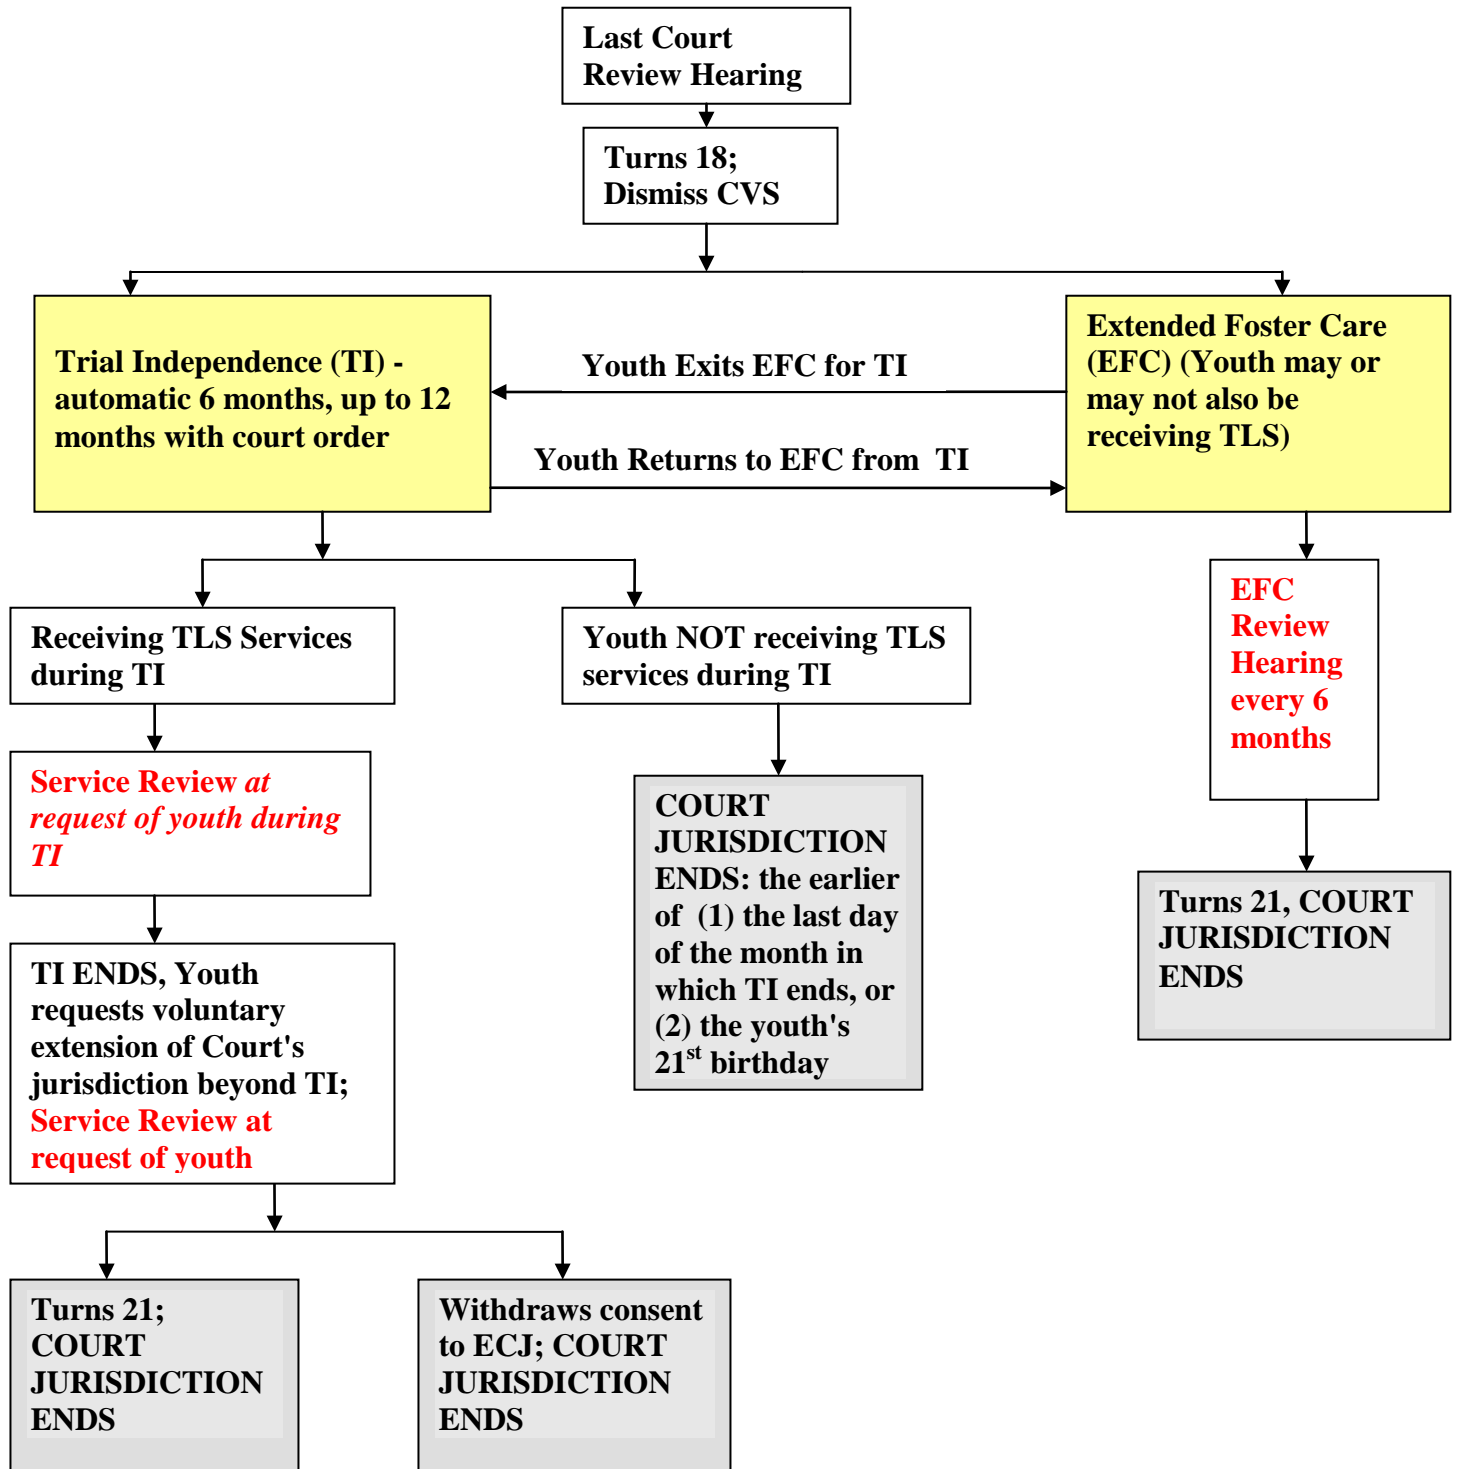 Last Court
Review Hearing
Turns 18;
Dismiss CVS
Trial Independence (TI) -
automatic 6 months, up to 12
months with court order
Youth Exits EFC for TI
Youth Returns to EFC from TI
Extended Foster Care
(EFC) (Youth may or
may not also be
receiving TLS)
Receiving TLS Services
during TI
Youth NOT receiving TLS
services during TI
EFC
Review
Hearing
every 6
months
Service Review at
request of youth during
TI
COURT
JURISDICTION
ENDS: the earlier
of (1) the last day
of the month in
which TI ends, or
(2) the youth's
21st birthday
Turns 21, COURT
JURISDICTION
ENDS
TI ENDS, Youth
requests voluntary
extension of Court's
jurisdiction beyond TI;
Service Review at
request of youth
Turns 21;
COURT
JURISDICTION
ENDS
Withdraws consent
to ECJ; COURT
JURISDICTION
ENDS